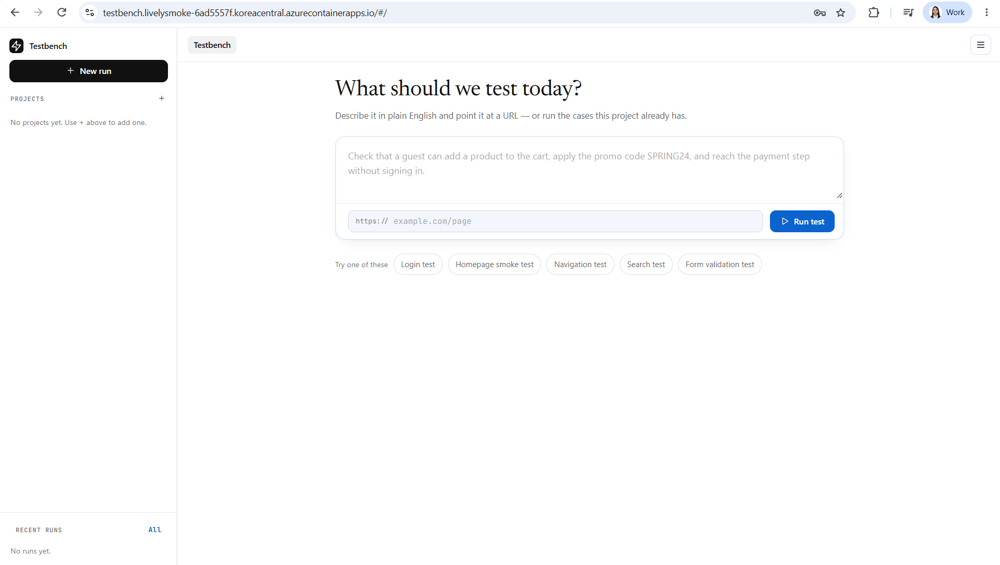 testbench.livelysmoke-6ad5557f.koreacentral.azurecontainerapps.io/#/
Work
Testbench
+ New run
PROJECTS +
No projects yet. Use + above to add one.
Testbench
What should we test today?
Describe it in plain English and point it at a URL — or run the cases this project already has.
Check that a guest can add a product to the cart, apply the promo code SPRING24, and reach the payment step
without signing in.
https:// example.com/page
Run test
Try one of these Login test Homepage smoke test Navigation test Search test Form validation test
RECENT RUNS All
No runs yet.